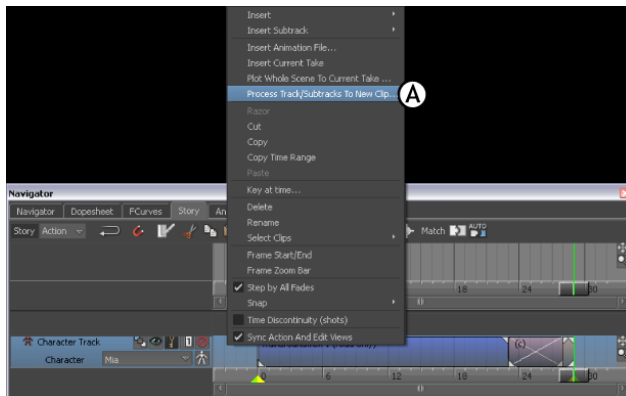 Insert
Insert Subtrack
Insert Animation File...
Insert Current Take
Plot Whole Scene To Current Take ...
Process Track/Subtracks To New Clip...
A
Razor
Cut
Copy
Copy Time Range
Paste
Key at time...
Delete
Rename
Select Clips
Frame Start/End
Frame Zoom Bar
Step by All Fades
Snap
Time Discontinuity (shots)
Sync Action And Edit Views
Navigator
Navigator Dopesheet FCurves Story An
Story Action Match AUTO
18 24 30
Character Track (c)
Character Mia
0 6 12 18 24 30